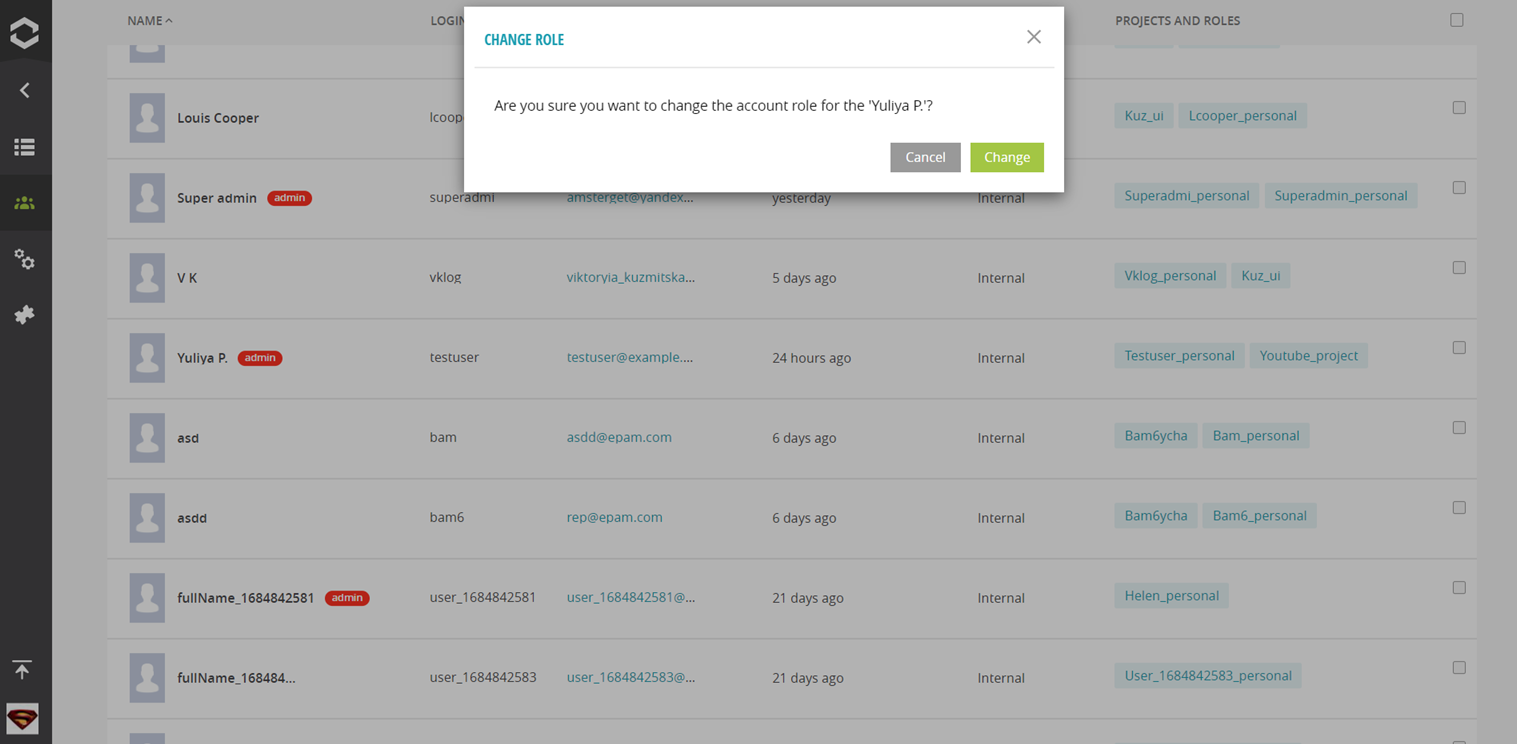 NAME
LOGIN
PROJECTS AND ROLES
CHANGE ROLE
Are you sure you want to change the account role for the 'Yuliya P.'?
Cancel
Change
Louis Cooper
lcoop
Kuz_ui
Lcooper_personal
Super admin admin
superadmi
amsterget@yandex...
yesterday
Internal
Superadmi_personal
Superadmin_personal
V K
vklog
viktoryia_kuzmitska...
5 days ago
Internal
Vklog_personal
Kuz_ui
Yuliya P. admin
testuser
testuser@example....
24 hours ago
Internal
Testuser_personal
Youtube_project
asd
bam
asdd@epam.com
6 days ago
Internal
Bam6ycha
Bam_personal
asdd
bam6
rep@epam.com
6 days ago
Internal
Bam6ycha
Bam6_personal
fullName_1684842581 admin
user_1684842581
user_1684842581@...
21 days ago
Internal
Helen_personal
fullName_168484...
user_1684842583
user_1684842583@...
21 days ago
Internal
User_1684842583_personal